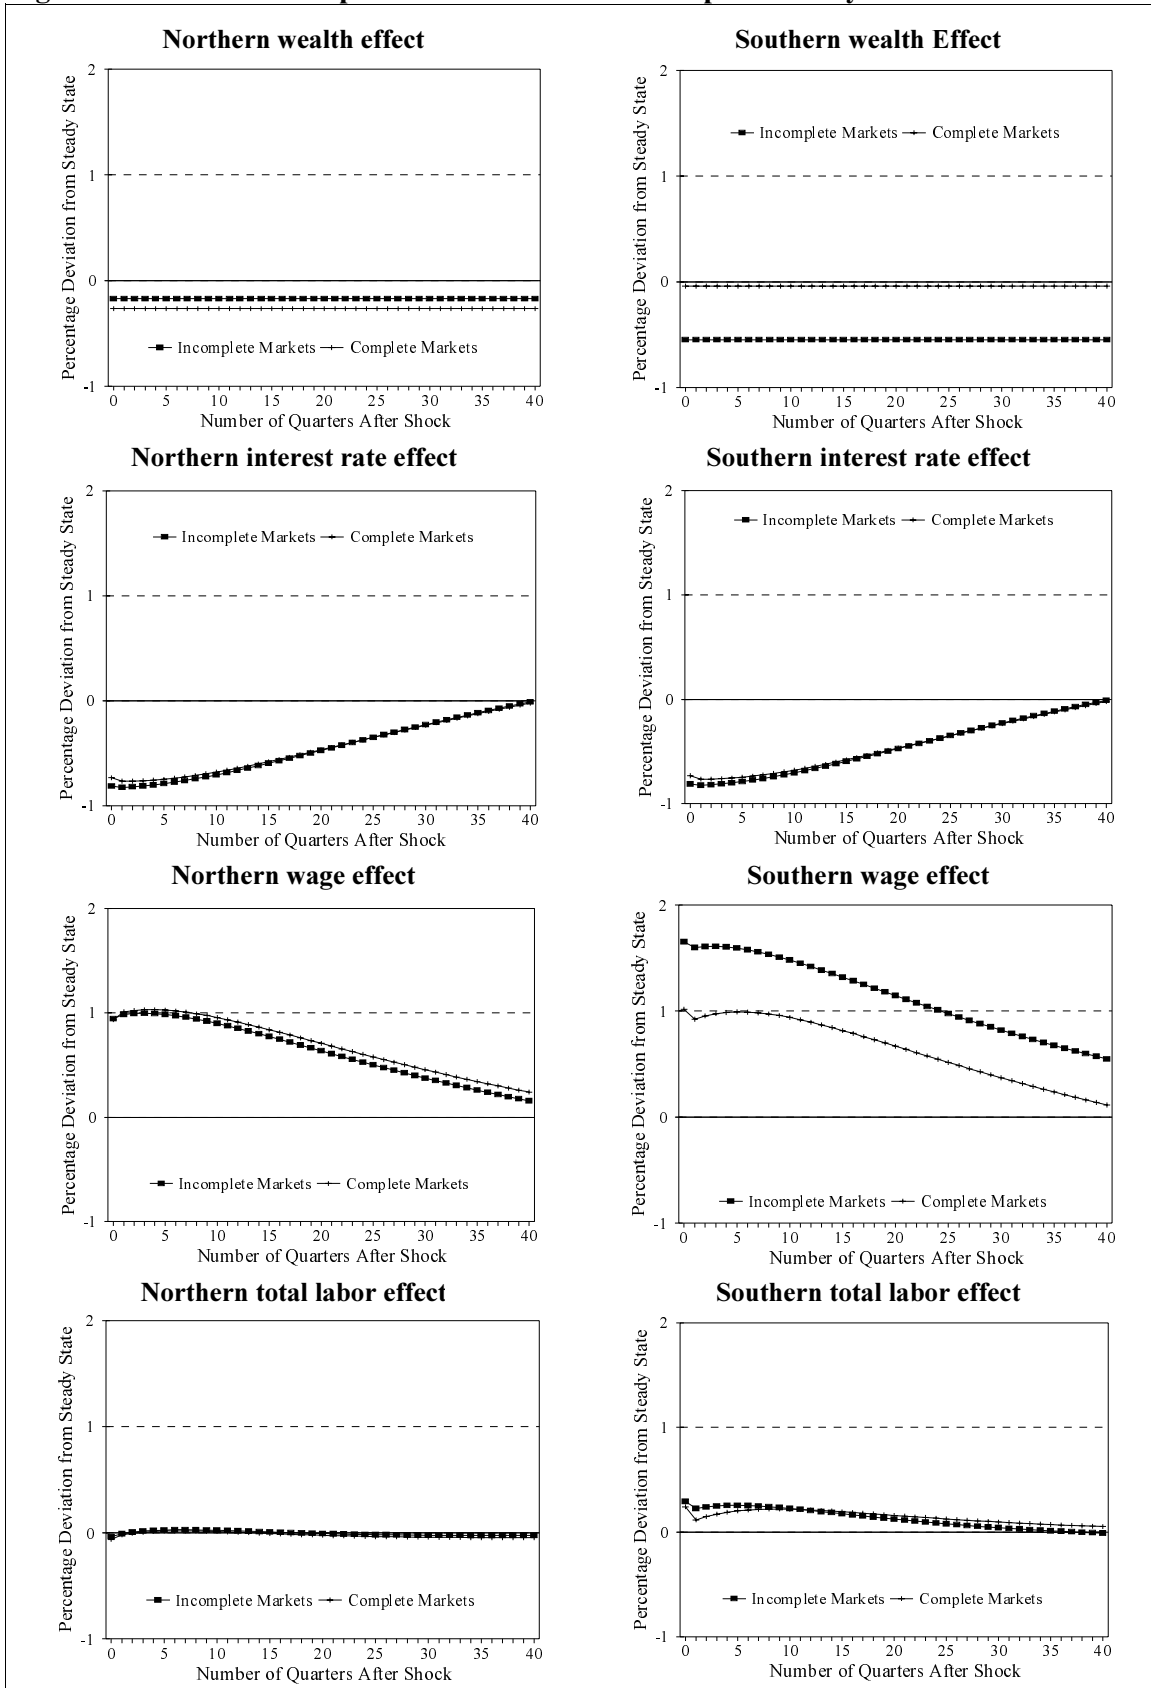 Northern wealth effect
Percentage Deviation from Steady State
2
1
0
-1
Incomplete Markets Complete Markets
0 5 10 15 20 25 30 35 40
Number of Quarters After Shock
Southern wealth Effect
Percentage Deviation from Steady State
2
Incomplete Markets Complete Markets
1
0
-1
0 5 10 15 20 25 30 35 40
Number of Quarters After Shock
Northern interest rate effect
Percentage Deviation from Steady State
2
Incomplete Markets Complete Markets
1
0
-1
0 5 10 15 20 25 30 35 40
Number of Quarters After Shock
Southern interest rate effect
Percentage Deviation from Steady State
2
Incomplete Markets Complete Markets
1
0
-1
0 5 10 15 20 25 30 35 40
Number of Quarters After Shock
Northern wage effect
Percentage Deviation from Steady State
2
1
0
Incomplete Markets Complete Markets
-1
0 5 10 15 20 25 30 35 40
Number of Quarters After Shock
Southern wage effect
Percentage Deviation from Steady State
2
1
0
Incomplete Markets Complete Markets
-1
0 5 10 15 20 25 30 35 40
Number of Quarters After Shock
Northern total labor effect
Percentage Deviation from Steady State
2
1
0
Incomplete Markets Complete Markets
-1
0 5 10 15 20 25 30 35 40
Number of Quarters After Shock
Southern total labor effect
Percentage Deviation from Steady State
2
1
0
Incomplete Markets Complete Markets
-1
0 5 10 15 20 25 30 35 40
Number of Quarters After Shock